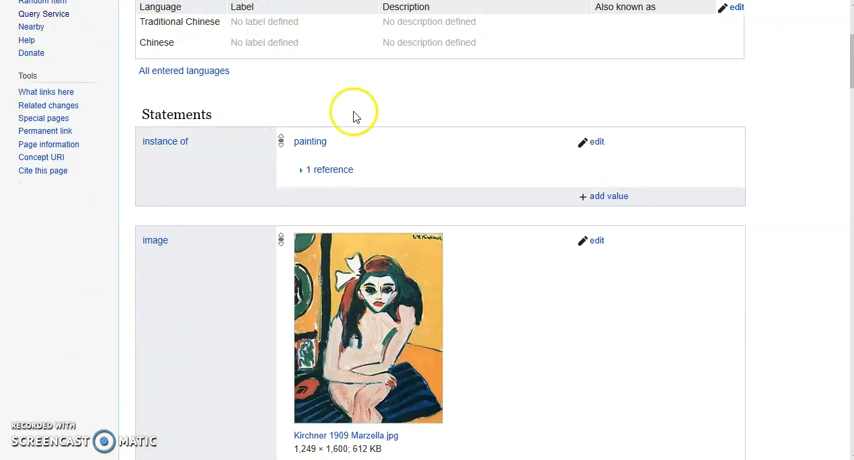 Random item
Query Service
Nearby
Help
Donate
Tools
What links here
Related changes
Special pages
Permanent link
Page information
Concept URI
Cite this page
Language Label Description Also known as edit
Traditional Chinese No label defined No description defined
Chinese No label defined No description defined
All entered languages
Statements
instance of painting edit
1 reference
+ add value
image edit
Kirchner 1909 Marzella.jpg
1,249 × 1,600; 612 KB
RECORDED WITH
SCREENCAST MATIC